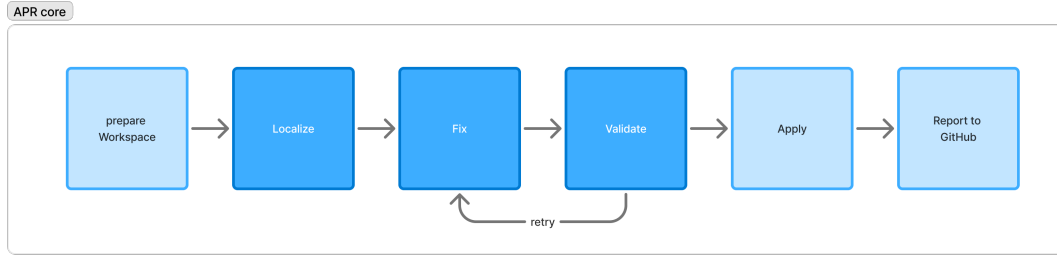 APR core
prepare
Workspace
Localize
Fix
Validate
Apply
Report to
GitHub
retry